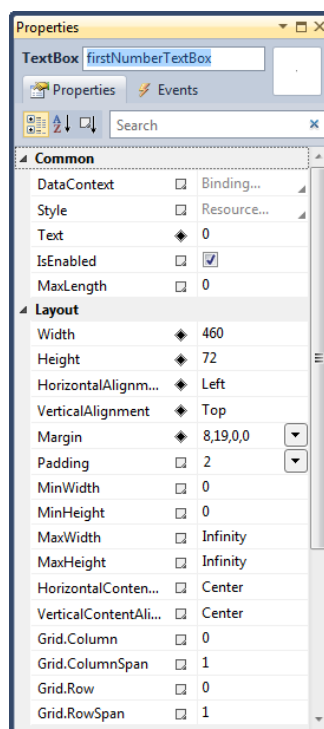 Properties
TextBox firstNumberTextBox
Properties Events
Search
Common
DataContext Binding...
Style Resource...
Text 0
IsEnabled
MaxLength 0
Layout
Width 460
Height 72
HorizontalAlignm... Left
VerticalAlignment Top
Margin 8,19,0,0
Padding 2
MinWidth 0
MinHeight 0
MaxWidth Infinity
MaxHeight Infinity
HorizontalConten... Center
VerticalContentAli... Center
Grid.Column 0
Grid.ColumnSpan 1
Grid.Row 0
Grid.RowSpan 1